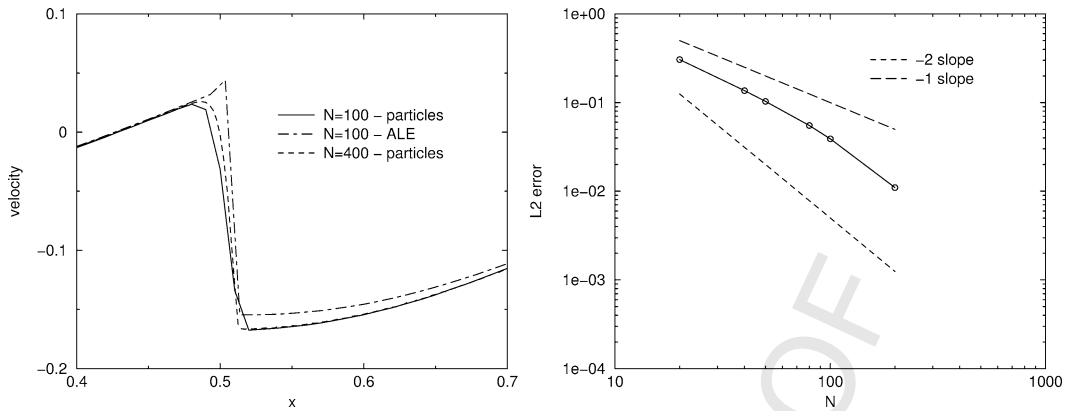 0.1
0
−0.1
−0.2
velocity
0.4
0.5
0.6
0.7
x
N=100 − particles
N=100 − ALE
N=400 − particles
1e+00
1e−01
1e−02
1e−03
1e−04
L2 error
10
100
1000
N
−2 slope
−1 slope
OF